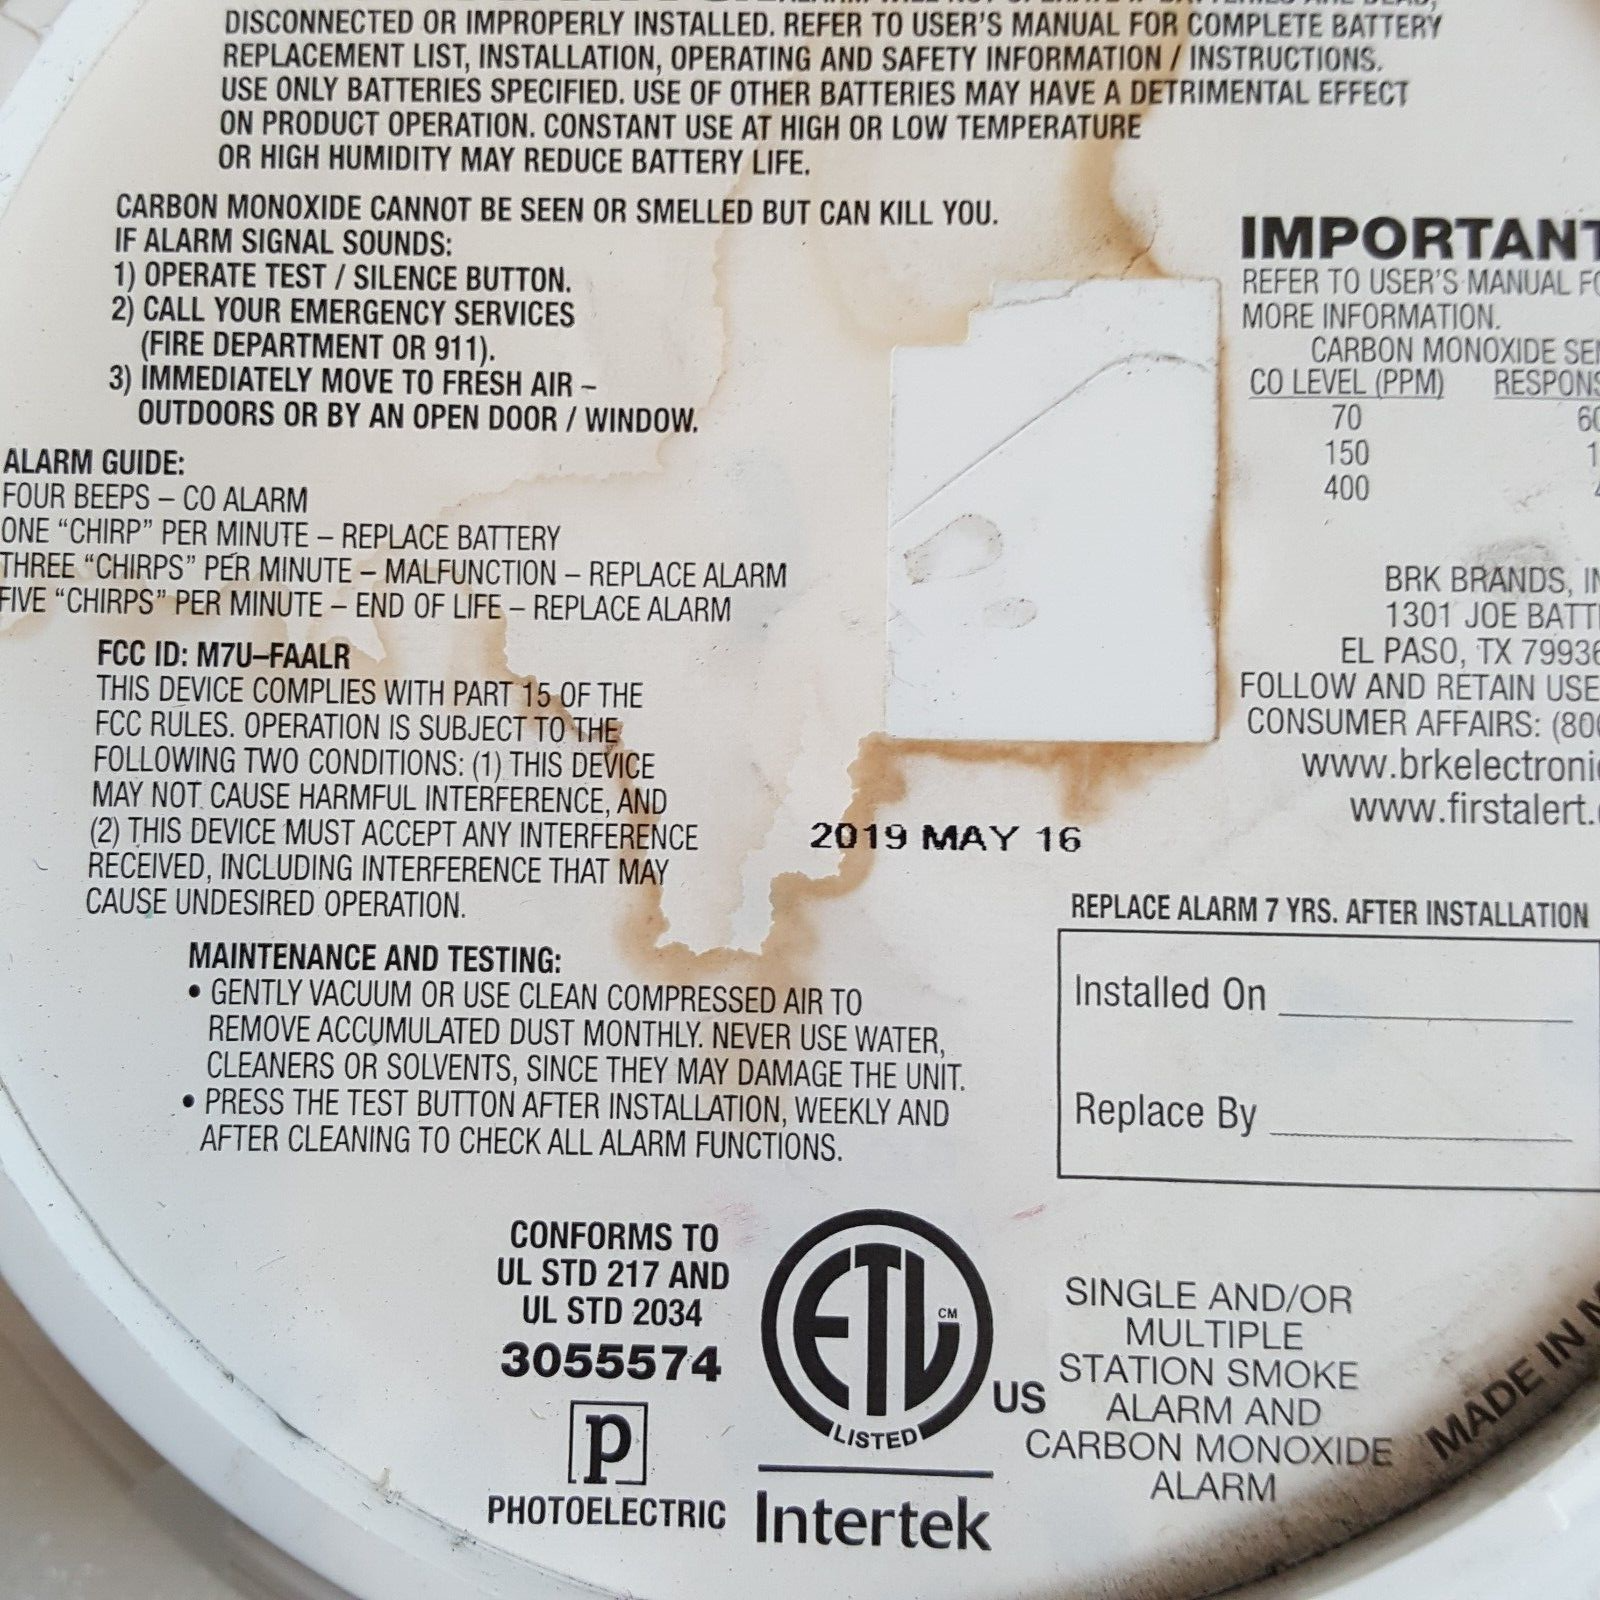 DISCONNECTED OR IMPROPERLY INSTALLED. REFER TO USER'S MANUAL FOR COMPLETE BATTERY
REPLACEMENT LIST, INSTALLATION, OPERATING AND SAFETY INFORMATION / INSTRUCTIONS.
USE ONLY BATTERIES SPECIFIED. USE OF OTHER BATTERIES MAY HAVE A DETRIMENTAL EFFECT
ON PRODUCT OPERATION. CONSTANT USE AT HIGH OR LOW TEMPERATURE
OR HIGH HUMIDITY MAY REDUCE BATTERY LIFE.
CARBON MONOXIDE CANNOT BE SEEN OR SMELLED BUT CAN KILL YOU.
IF ALARM SIGNAL SOUNDS:
1) OPERATE TEST / SILENCE BUTTON.
2) CALL YOUR EMERGENCY SERVICES
(FIRE DEPARTMENT OR 911).
3) IMMEDIATELY MOVE TO FRESH AIR –
OUTDOORS OR BY AN OPEN DOOR / WINDOW.
ALARM GUIDE:
FOUR BEEPS – CO ALARM
ONE "CHIRP" PER MINUTE – REPLACE BATTERY
THREE "CHIRPS" PER MINUTE – MALFUNCTION – REPLACE ALARM
FIVE "CHIRPS" PER MINUTE – END OF LIFE – REPLACE ALARM
FCC ID: M7U–FAALR
THIS DEVICE COMPLIES WITH PART 15 OF THE
FCC RULES. OPERATION IS SUBJECT TO THE
FOLLOWING TWO CONDITIONS: (1) THIS DEVICE
MAY NOT CAUSE HARMFUL INTERFERENCE, AND
(2) THIS DEVICE MUST ACCEPT ANY INTERFERENCE
RECEIVED, INCLUDING INTERFERENCE THAT MAY
CAUSE UNDESIRED OPERATION.
MAINTENANCE AND TESTING:
• GENTLY VACUUM OR USE CLEAN COMPRESSED AIR TO
REMOVE ACCUMULATED DUST MONTHLY. NEVER USE WATER,
CLEANERS OR SOLVENTS, SINCE THEY MAY DAMAGE THE UNIT.
• PRESS THE TEST BUTTON AFTER INSTALLATION, WEEKLY AND
AFTER CLEANING TO CHECK ALL ALARM FUNCTIONS.
IMPORTANT
REFER TO USER'S MANUAL
MORE INFORMATION.
CARBON MONOXIDE
CO LEVEL (PPM)
70
150
400
BRK BRANDS,
1301 JOE
EL PASO, TX
FOLLOW AND RETAIN
CONSUMER AFFAIRS:
www.brkelectroni
www.firstalert.
2019 MAY 16
REPLACE ALARM 7 YRS. AFTER INSTALLATION
Installed On
Replace By
CONFORMS TO
UL STD 217 AND
UL STD 2034
3055574
P
PHOTOELECTRIC
ETL CM
LISTED
US
Intertek
SINGLE AND/OR
MULTIPLE
STATION SMOKE
ALARM AND
CARBON MONOXIDE
ALARM
MADE IN